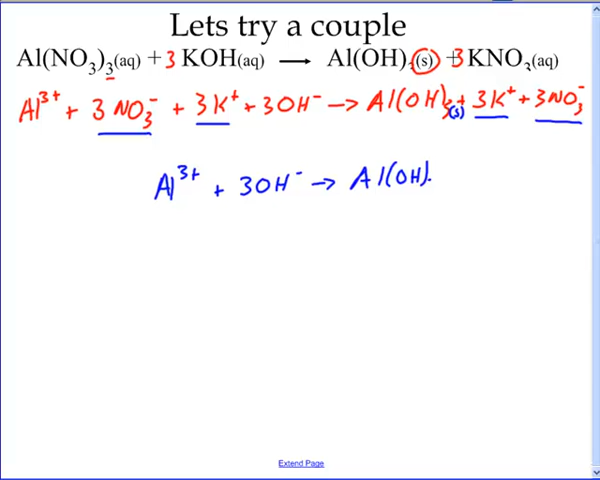 Lets try a couple
Al(NO₃)₃(aq) + 3 KOH(aq) ⟶ Al(OH)₃(s) + 3 KNO₃(aq)
Al³⁺ + 3 NO₃⁻ + 3K⁺ + 3OH⁻ → Al(OH)₃(s) + 3K⁺ + 3NO₃⁻
Al³⁺ + 3OH⁻ → Al(OH)
Extend Page